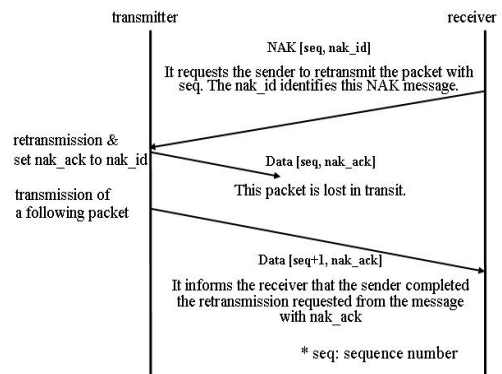 transmitter
receiver
NAK [seq, nak_id]
It requests the sender to retransmit the packet with
seq. The nak_id identifies this NAK message.
retransmission &
set nak_ack to nak_id
Data [seq, nak_ack]
This packet is lost in transit.
transmission of
a following packet
Data [seq+1, nak_ack]
It informs the receiver that the sender completed
the retransmission requested from the message
with nak_ack
* seq: sequence number